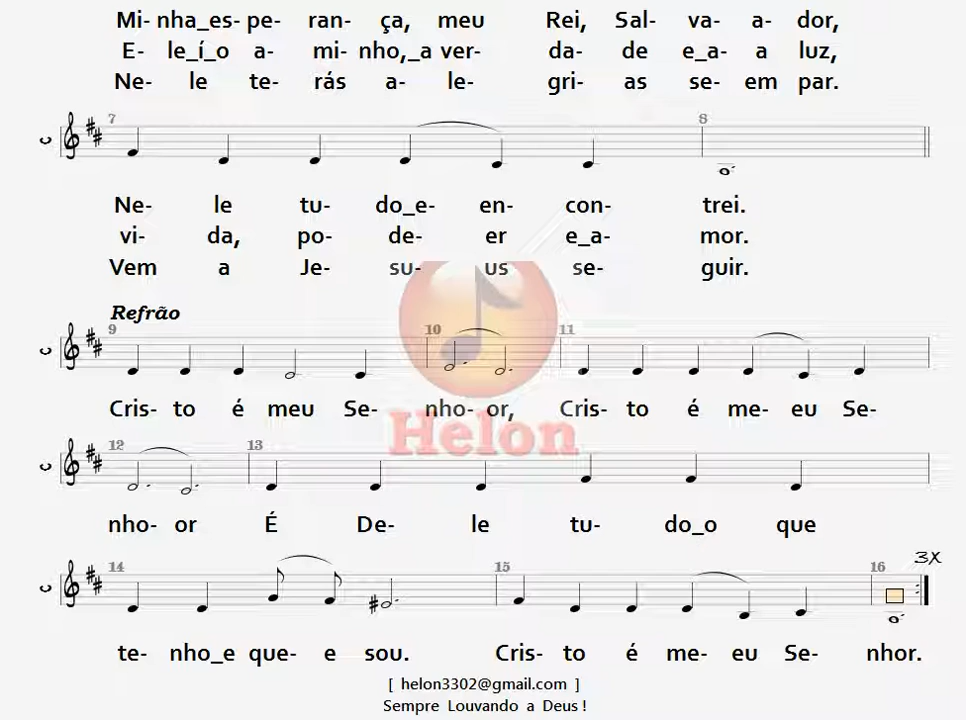 Mi- nha_es- pe- ran- ça, meu Rei, Sal- va- a- dor,
E- le_í_o a- mi- nho,_a ver- da- de e_a- a luz,
Ne- le te- rás a- le- gri- as se- em par.
7 8
Ne- le tu- do_e- en- con- trei.
vi- da, po- de- er e_a- mor.
Vem a Je- su- us se- guir.
Refrão
9 10 11
Cris- to é meu Se- nho- or, Cris- to é me- eu Se-
Helon
12 13
nho- or É De- le tu- do_o que
3X
14 15 16
te- nho_e que- e sou. Cris- to é me- eu Se- nhor.
[ helon3302@gmail.com ]
Sempre Louvando a Deus!